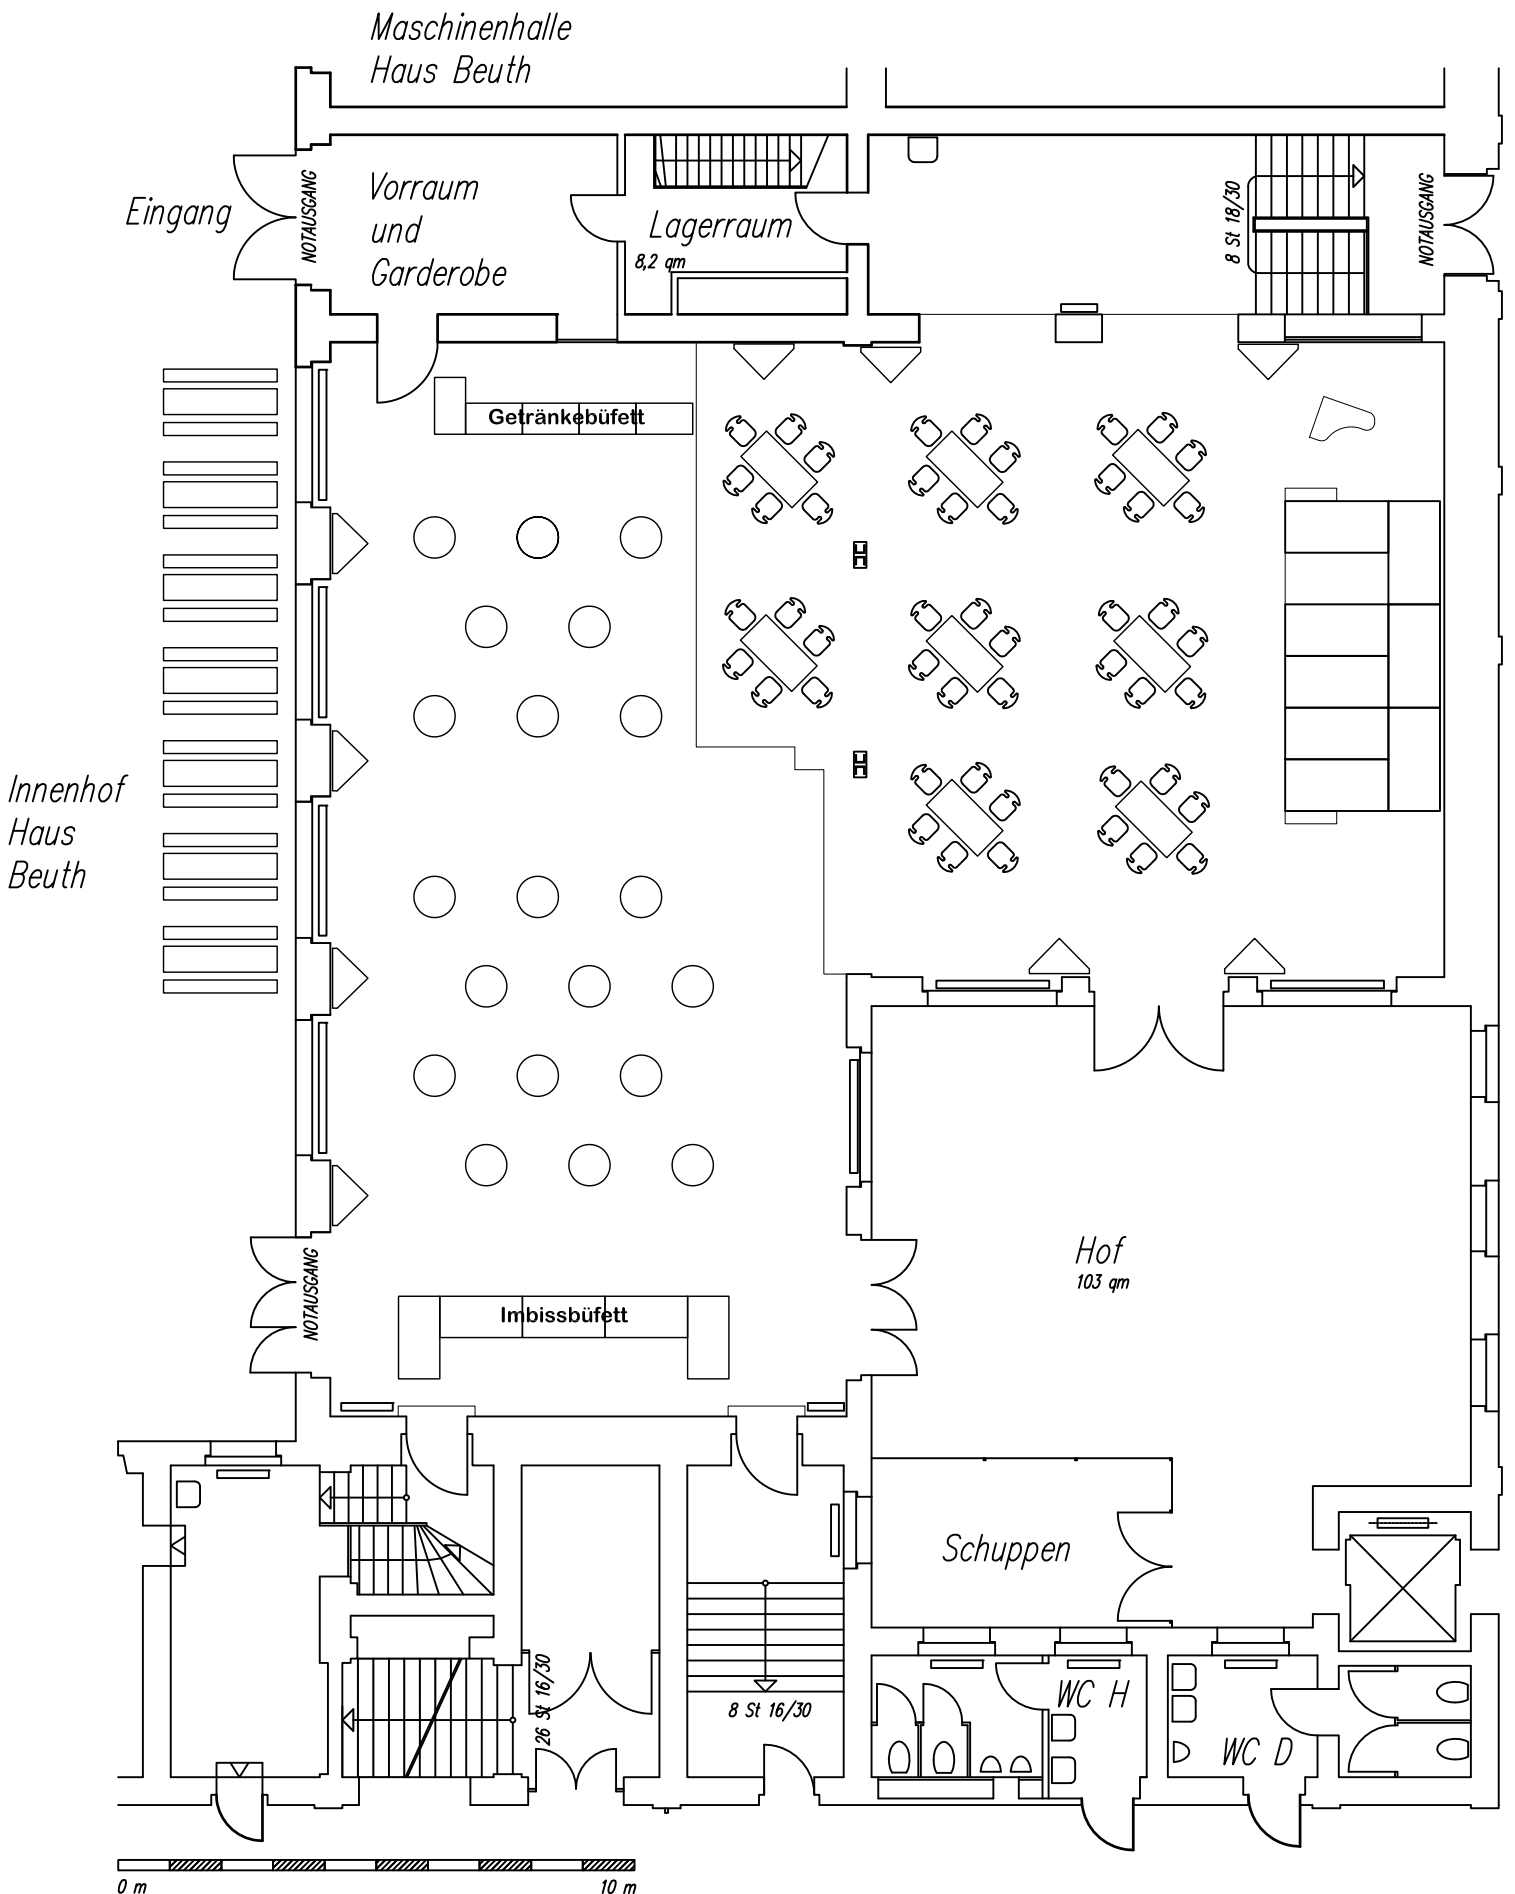 Maschinenhalle
Haus Beuth
Eingang
NOTAUSGANG
Vorraum
und
Garderobe
Lagerraum
8,2 qm
8 St 18/30
NOTAUSGANG
Getränkebüfett
Innenhof
Haus
Beuth
NOTAUSGANG
Imbissbüfett
Hof
103 qm
Schuppen
26 St 16/30
8 St 16/30
WC H
WC D
0 m
10 m